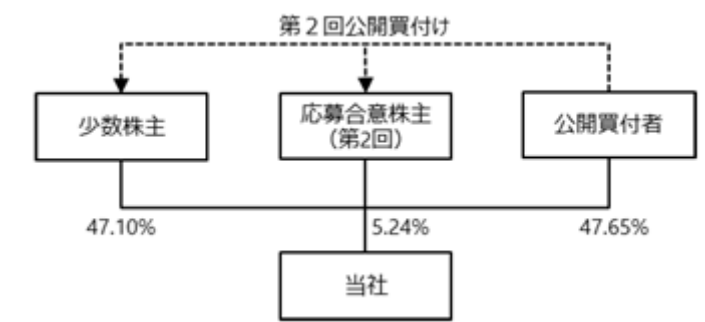 第2回公開買付け
少数株主
応募合意株主
（第2回）
公開買付者
47.10%
5.24%
47.65%
当社